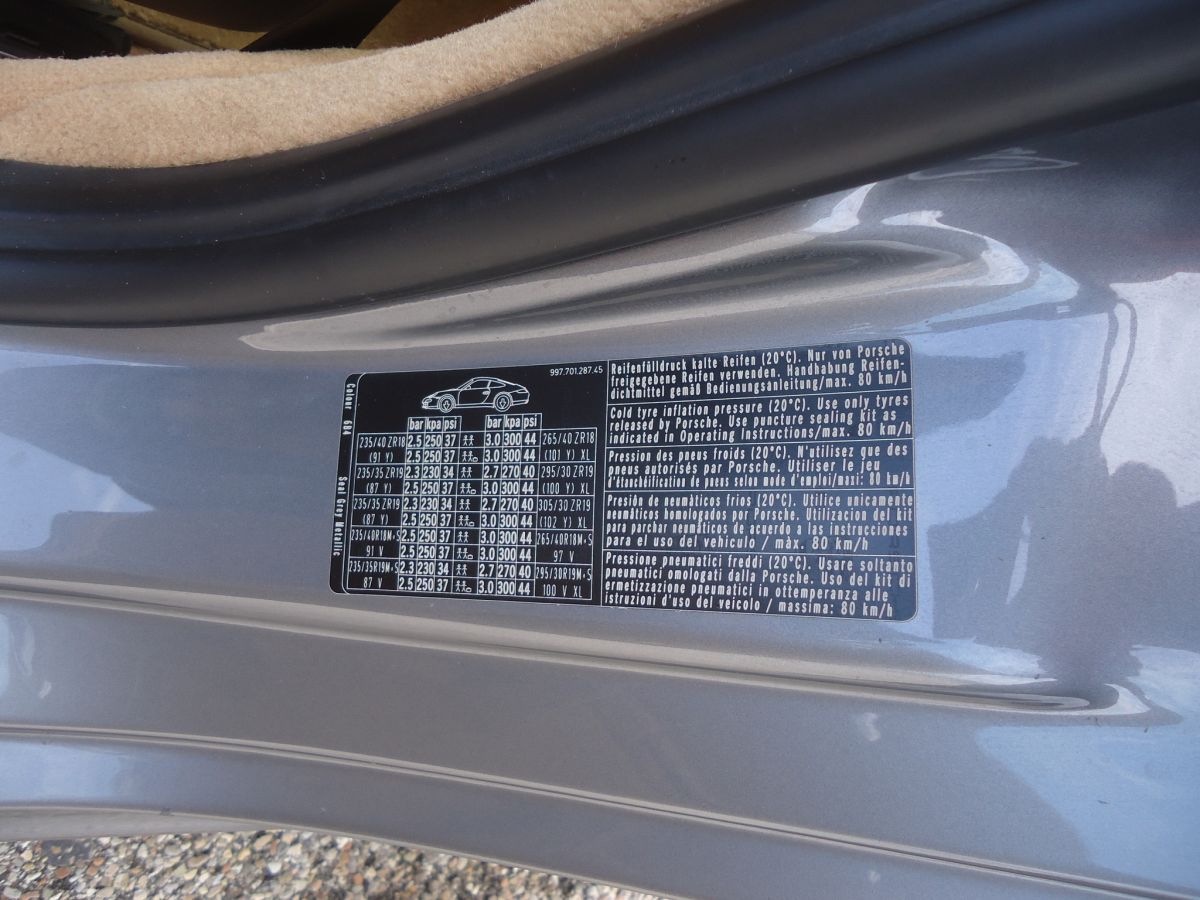 Colour 6B4 Seal Grey Metallic
997.701.287.45
bar kpa psi bar kpa psi
235/40 ZR18 2.5 250 37 3.0 300 44 265/40 ZR18
(91 Y) 2.5 250 37 3.0 300 44 (101 Y) XL
235/35 ZR19 2.3 230 34 2.7 270 40 295/30 ZR19
(87 Y) 2.5 250 37 3.0 300 44 (100 Y) XL
235/35 ZR19 2.3 230 34 2.7 270 40 305/30 ZR19
(87 Y) 2.5 250 37 3.0 300 44 (102 Y) XL
235/40R18M+S 2.5 250 37 3.0 300 44 265/40R18M+S
91 V 2.5 250 37 3.0 300 44 97 V
235/35R19M+S 2.3 230 34 2.7 270 40 295/30R19M+S
87 V 2.5 250 37 3.0 300 44 100 V XL
Reifenfülldruck kalte Reifen (20°C). Nur von Porsche
freigegebene Reifen verwenden. Handhabung Reifen-
dichtmittel gemäß Bedienungsanleitung/max. 80 km/h
Cold tyre inflation pressure (20°C). Use only tyres
released by Porsche. Use puncture sealing kit as
indicated in Operating Instructions/max. 80 km/h
Pression des pneus froids (20°C). N'utilisez que des
pneus autorisés par Porsche. Utiliser le jeu
d'étanchéification de pneus selon mode d'emploi/maxi: 80 km/h
Presión de neumàticos frios (20°C). Utilice unicamente
neumàticos homologados por Porsche. Utilizacion del kit
para parchar neumàticos de acuerdo a las instrucciones
para el uso del vehiculo / màx. 80 km/h
Pressione pneumatici freddi (20°C). Usare soltanto
pneumatici omologati dalla Porsche. Uso del kit di
ermetizzazione pneumatici in ottemperanza alle
istruzioni d'uso del veicolo / massima: 80 km/h